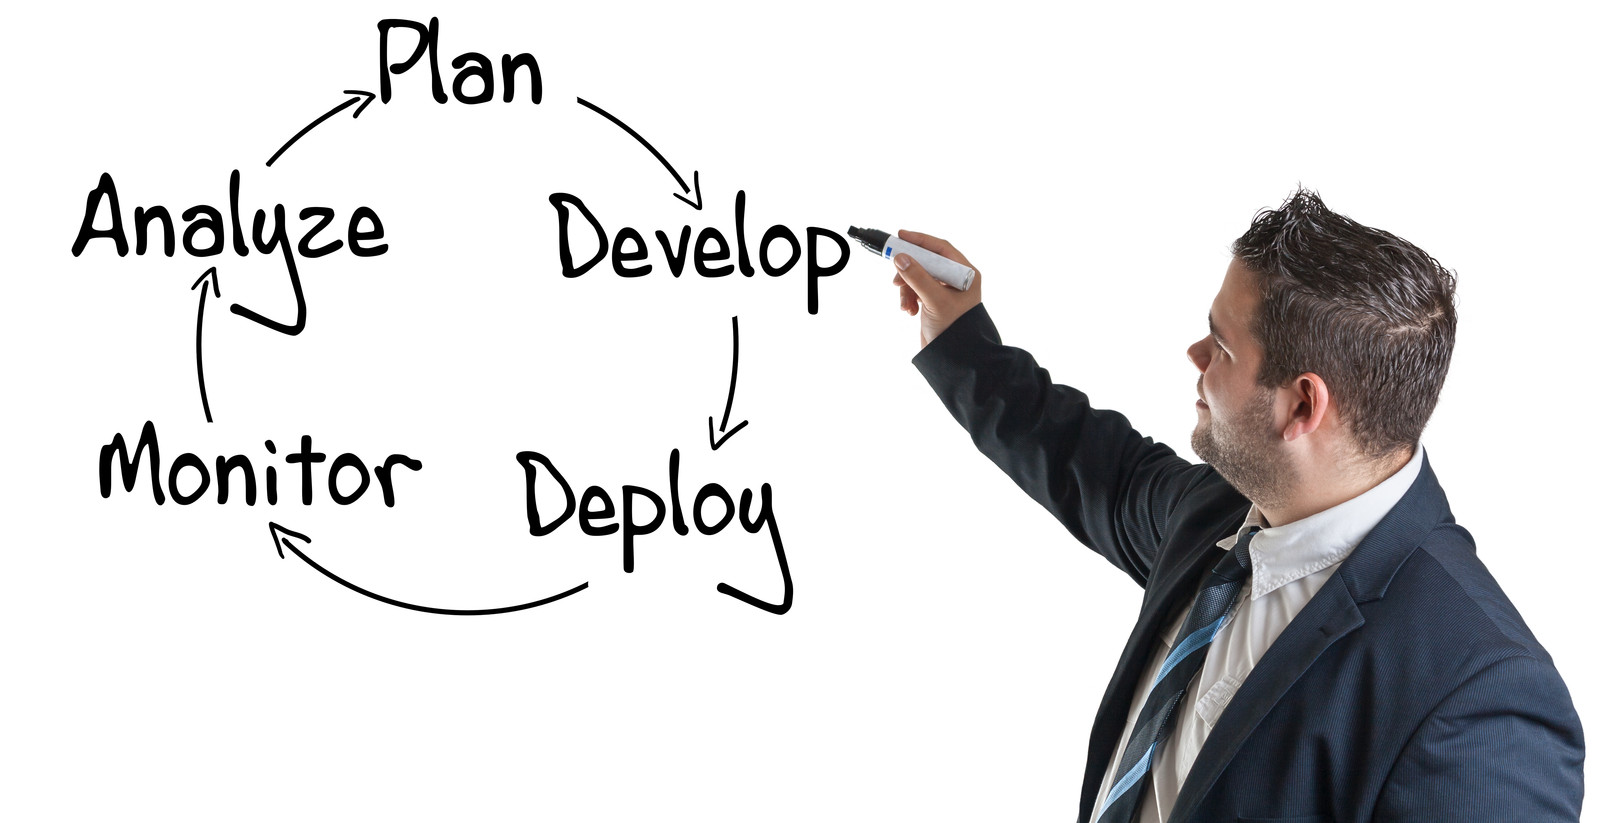 Plan
Develop
Deploy
Monitor
Analyze